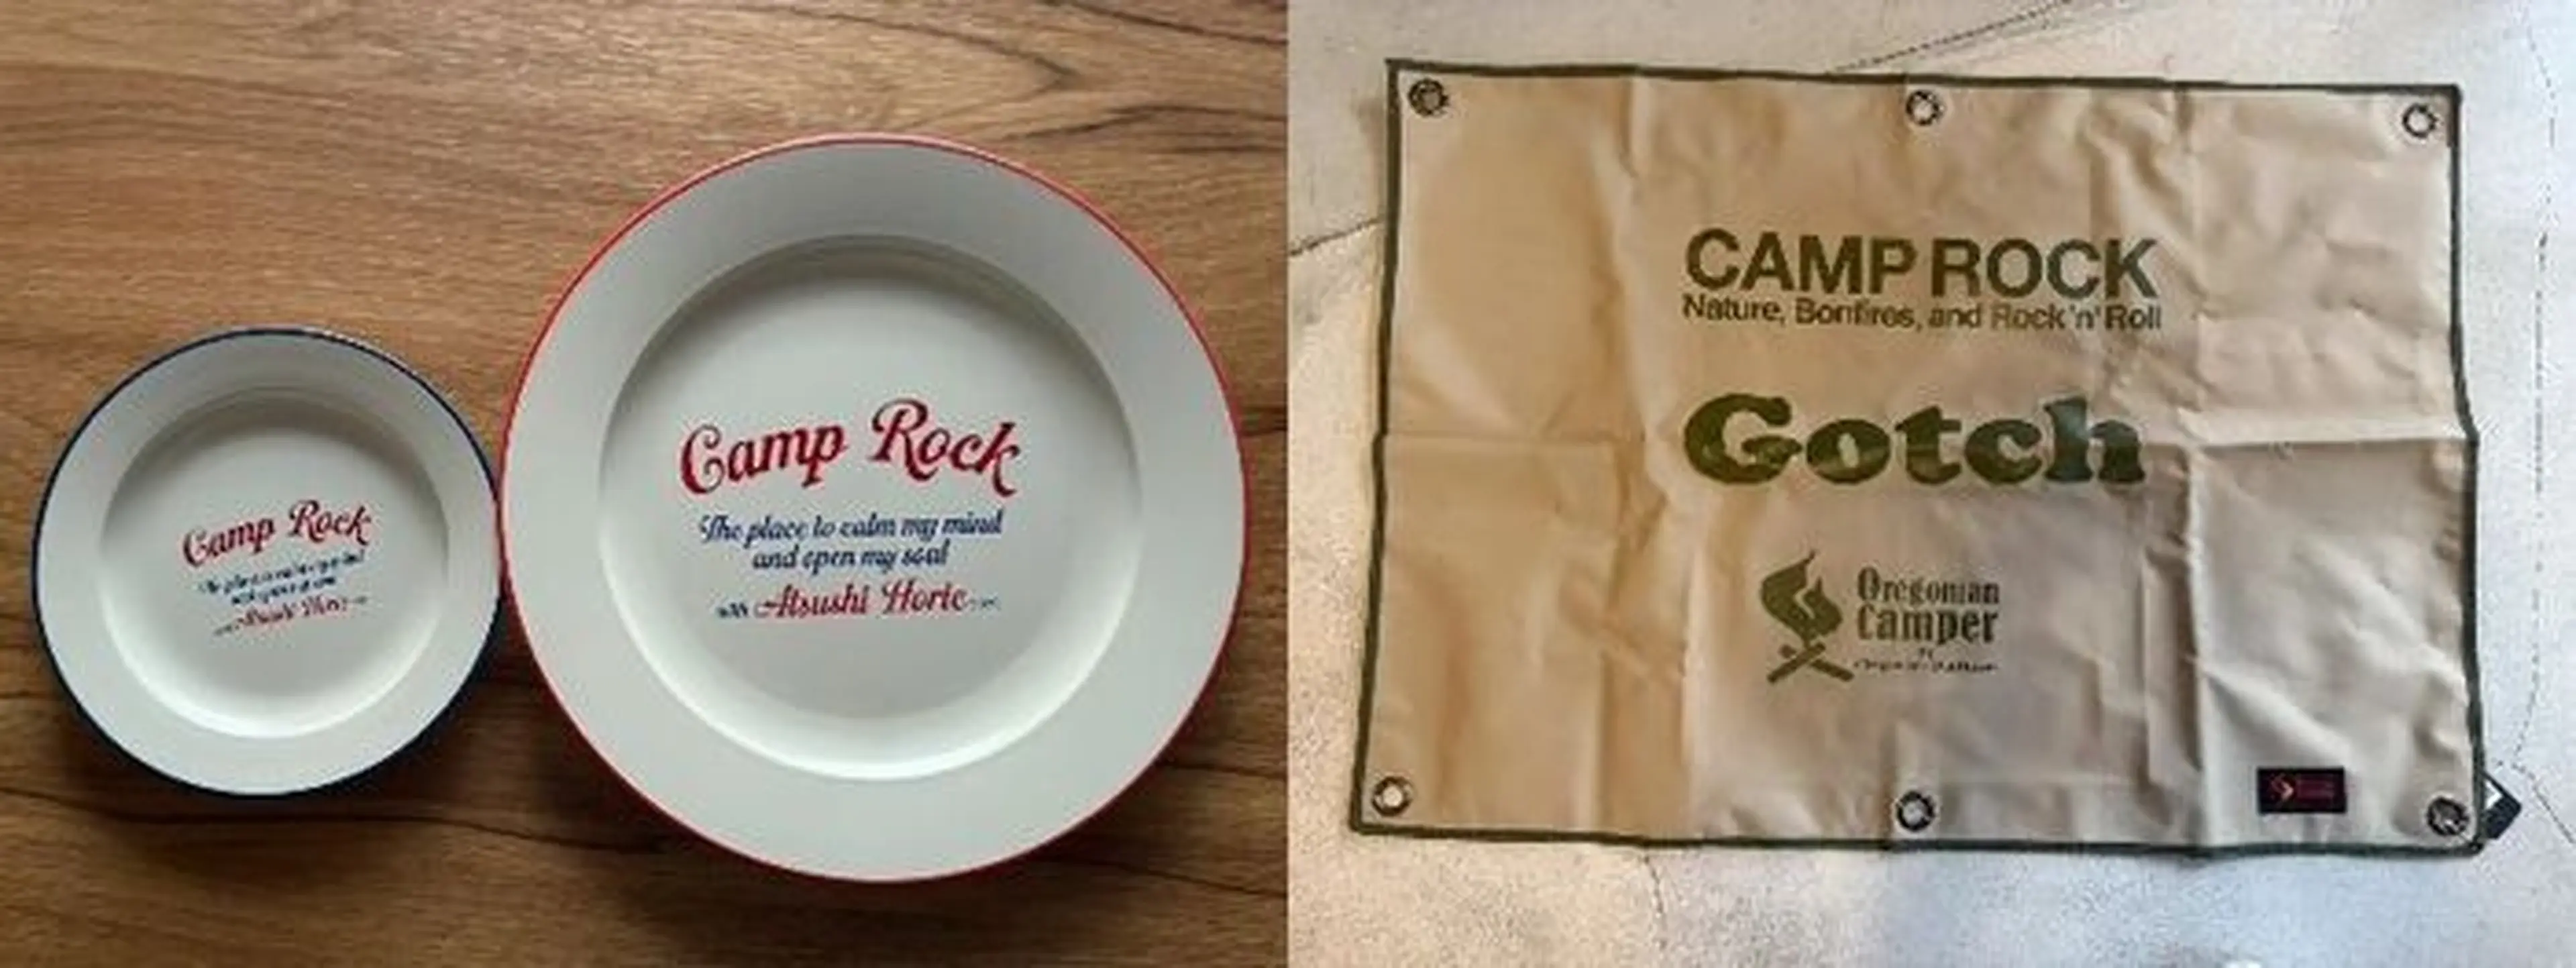 Camp Rock
Camp Rock
The place to calm my mind
and open my soul
with Atsushi Horie
CAMP ROCK
Nature, Bonfires, and Rock 'n' Roll
Gotch
Oregonian
Camper